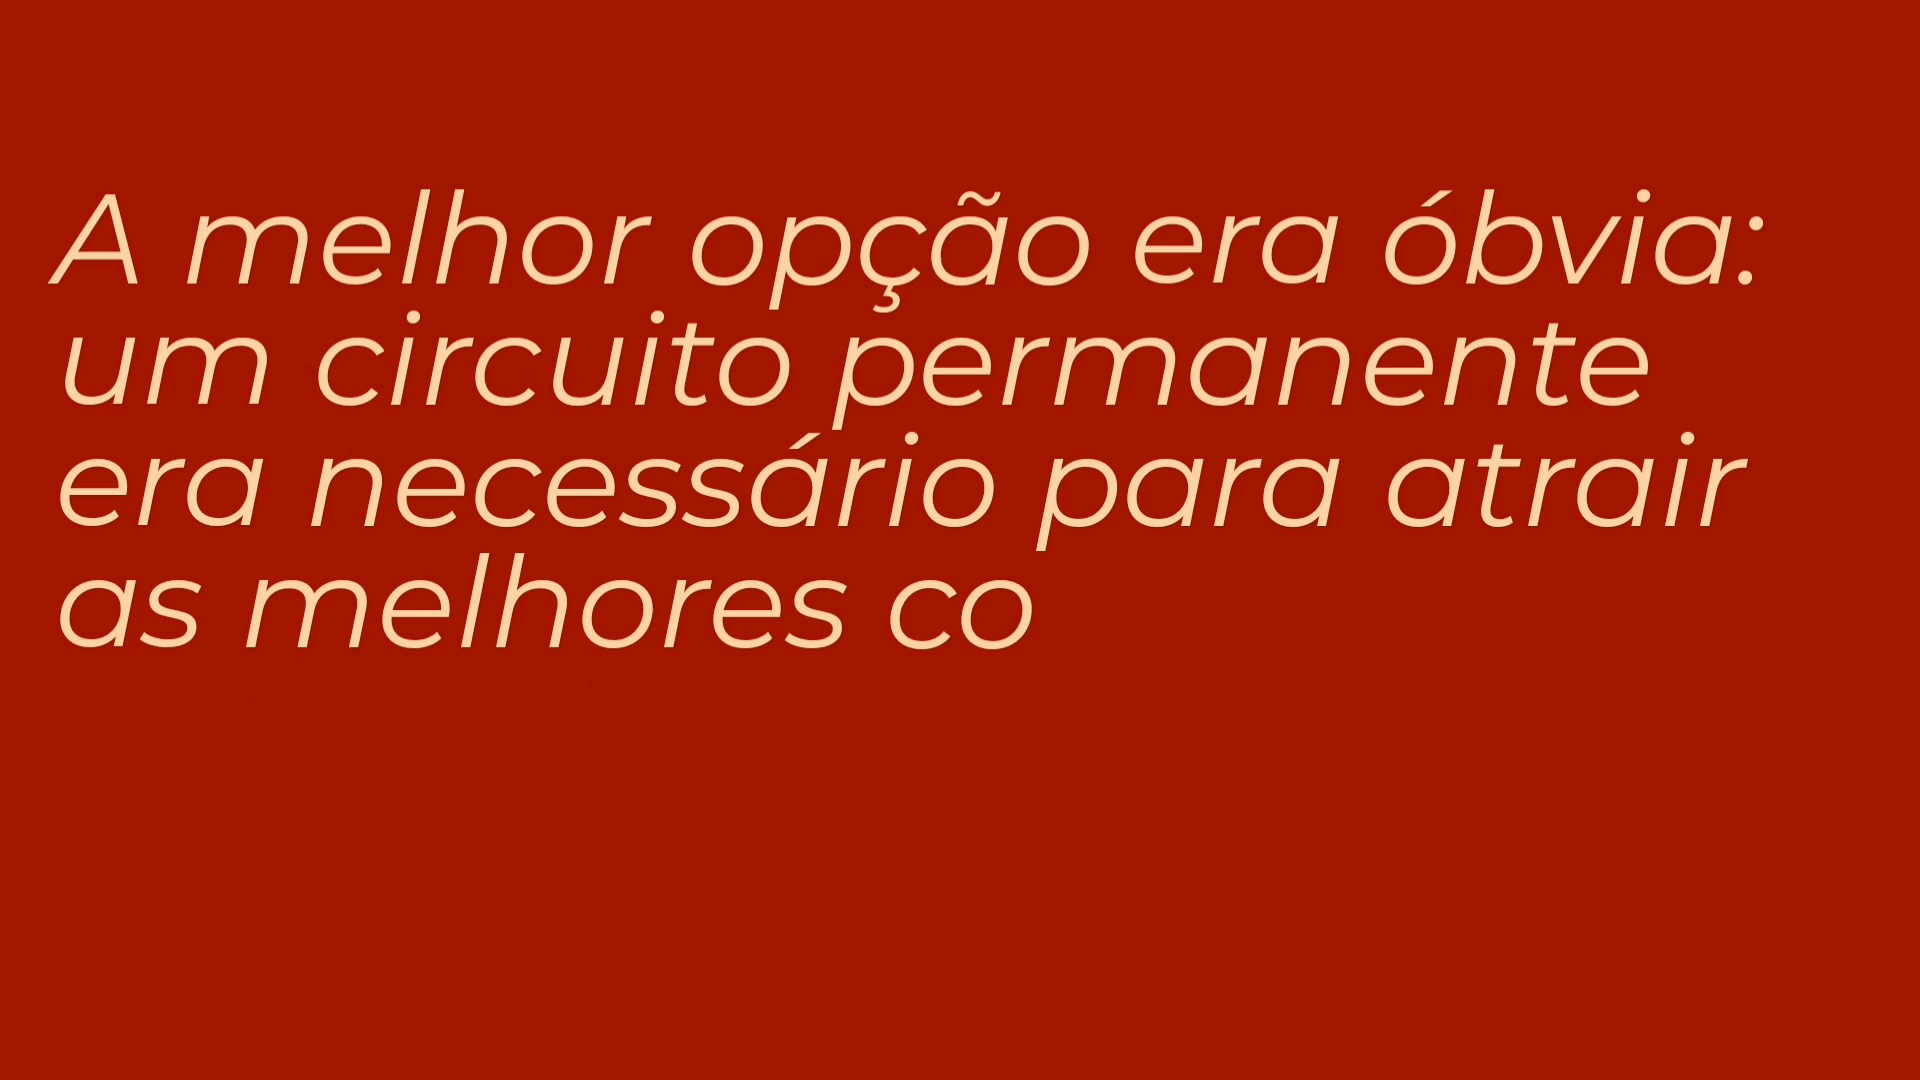 A melhor opção era óbvia:
um circuito permanente
era necessário para atrair
as melhores co